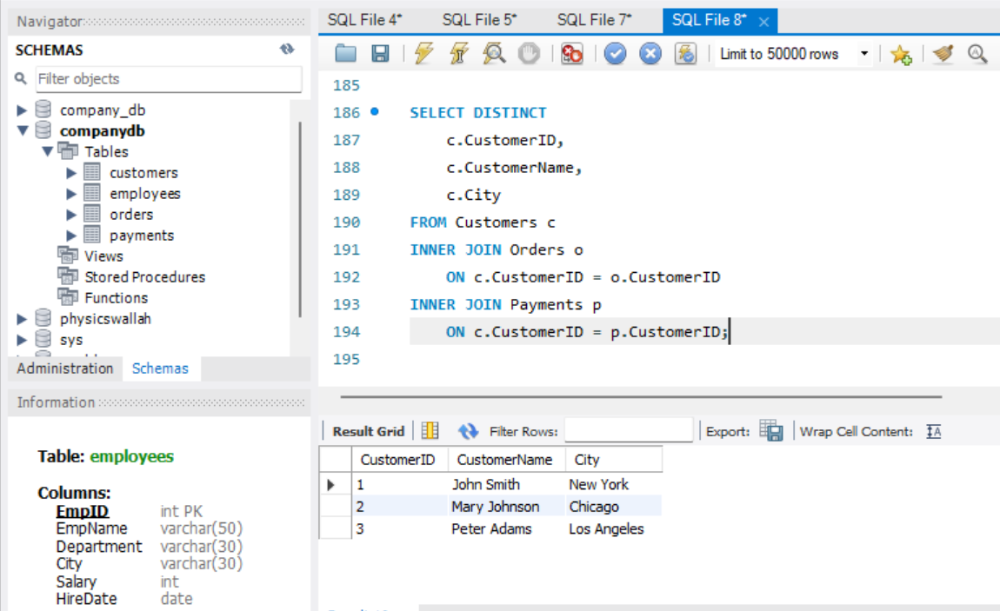 Navigator
SCHEMAS
Filter objects
company_db
companydb
Tables
customers
employees
orders
payments
Views
Stored Procedures
Functions
physicswallah
sys
Administration Schemas
Information
Table: employees
Columns:
EmpID int PK
EmpName varchar(50)
Department varchar(30)
City varchar(30)
Salary int
HireDate date
SQL File 4* SQL File 5* SQL File 7* SQL File 8*
Limit to 50000 rows
185
186 SELECT DISTINCT
187 c.CustomerID,
188 c.CustomerName,
189 c.City
190 FROM Customers c
191 INNER JOIN Orders o
192 ON c.CustomerID = o.CustomerID
193 INNER JOIN Payments p
194 ON c.CustomerID = p.CustomerID;
195
Result Grid Filter Rows: Export: Wrap Cell Content: IA
CustomerID CustomerName City
1 John Smith New York
2 Mary Johnson Chicago
3 Peter Adams Los Angeles